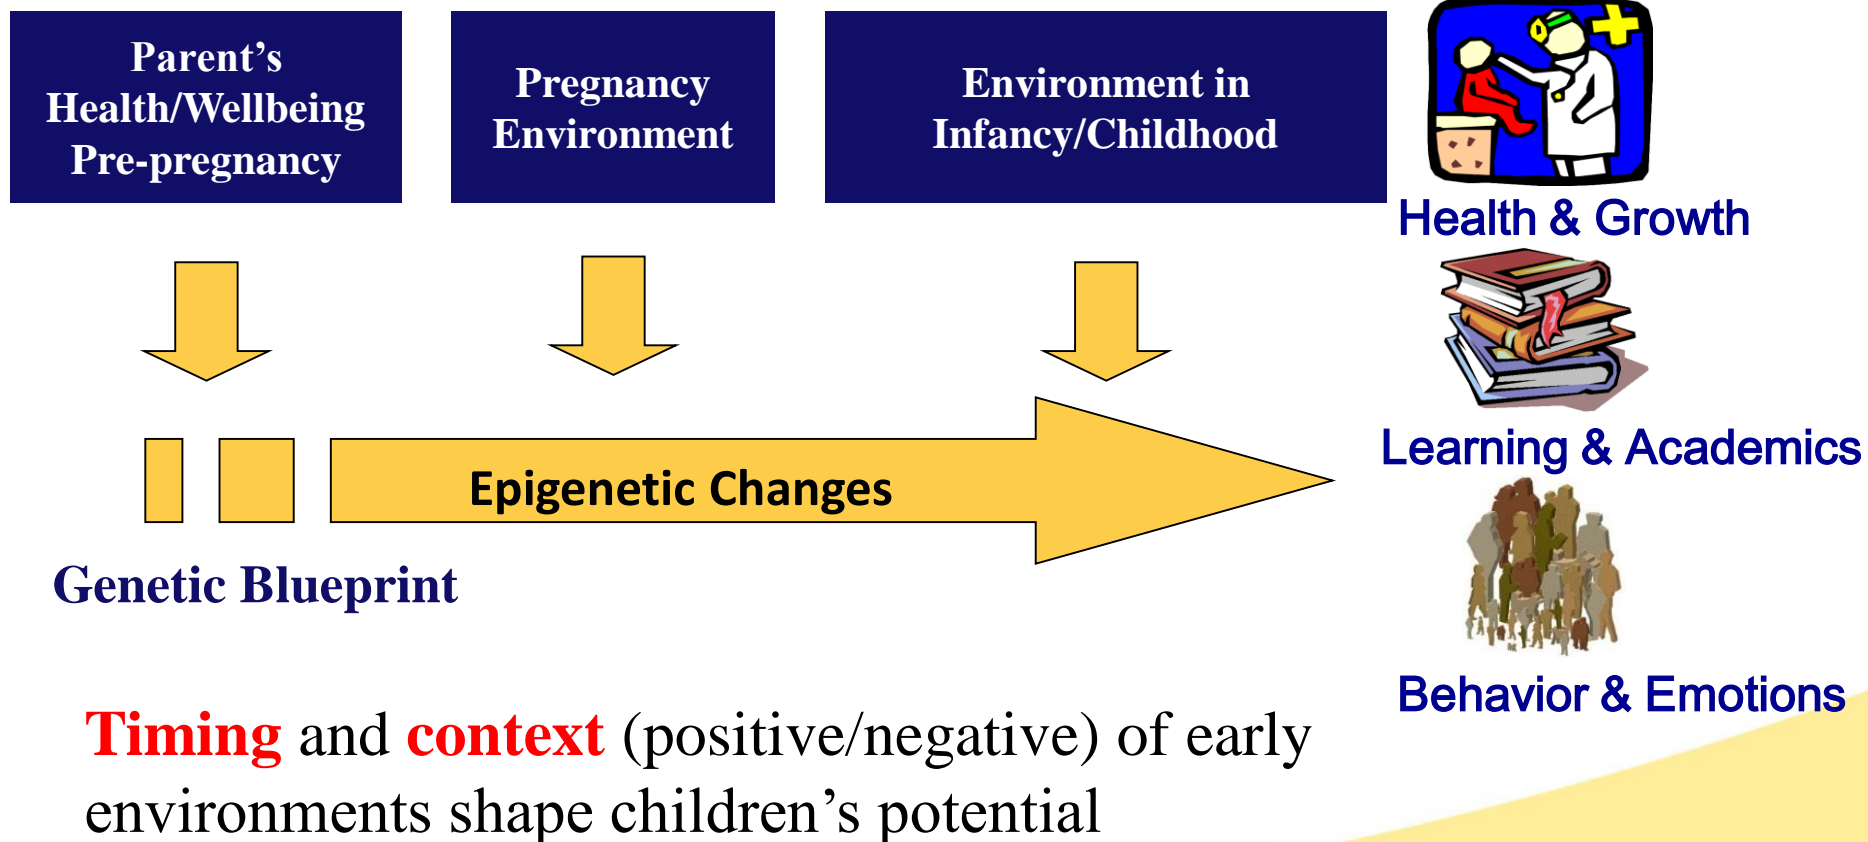 Parent’s
Health/Wellbeing
Pre-pregnancy
Pregnancy
Environment
Environment in
Infancy/Childhood
Health & Growth
Learning & Academics
Epigenetic Changes
Genetic Blueprint
Behavior & Emotions
Timing and context (positive/negative) of early
environments shape children’s potential